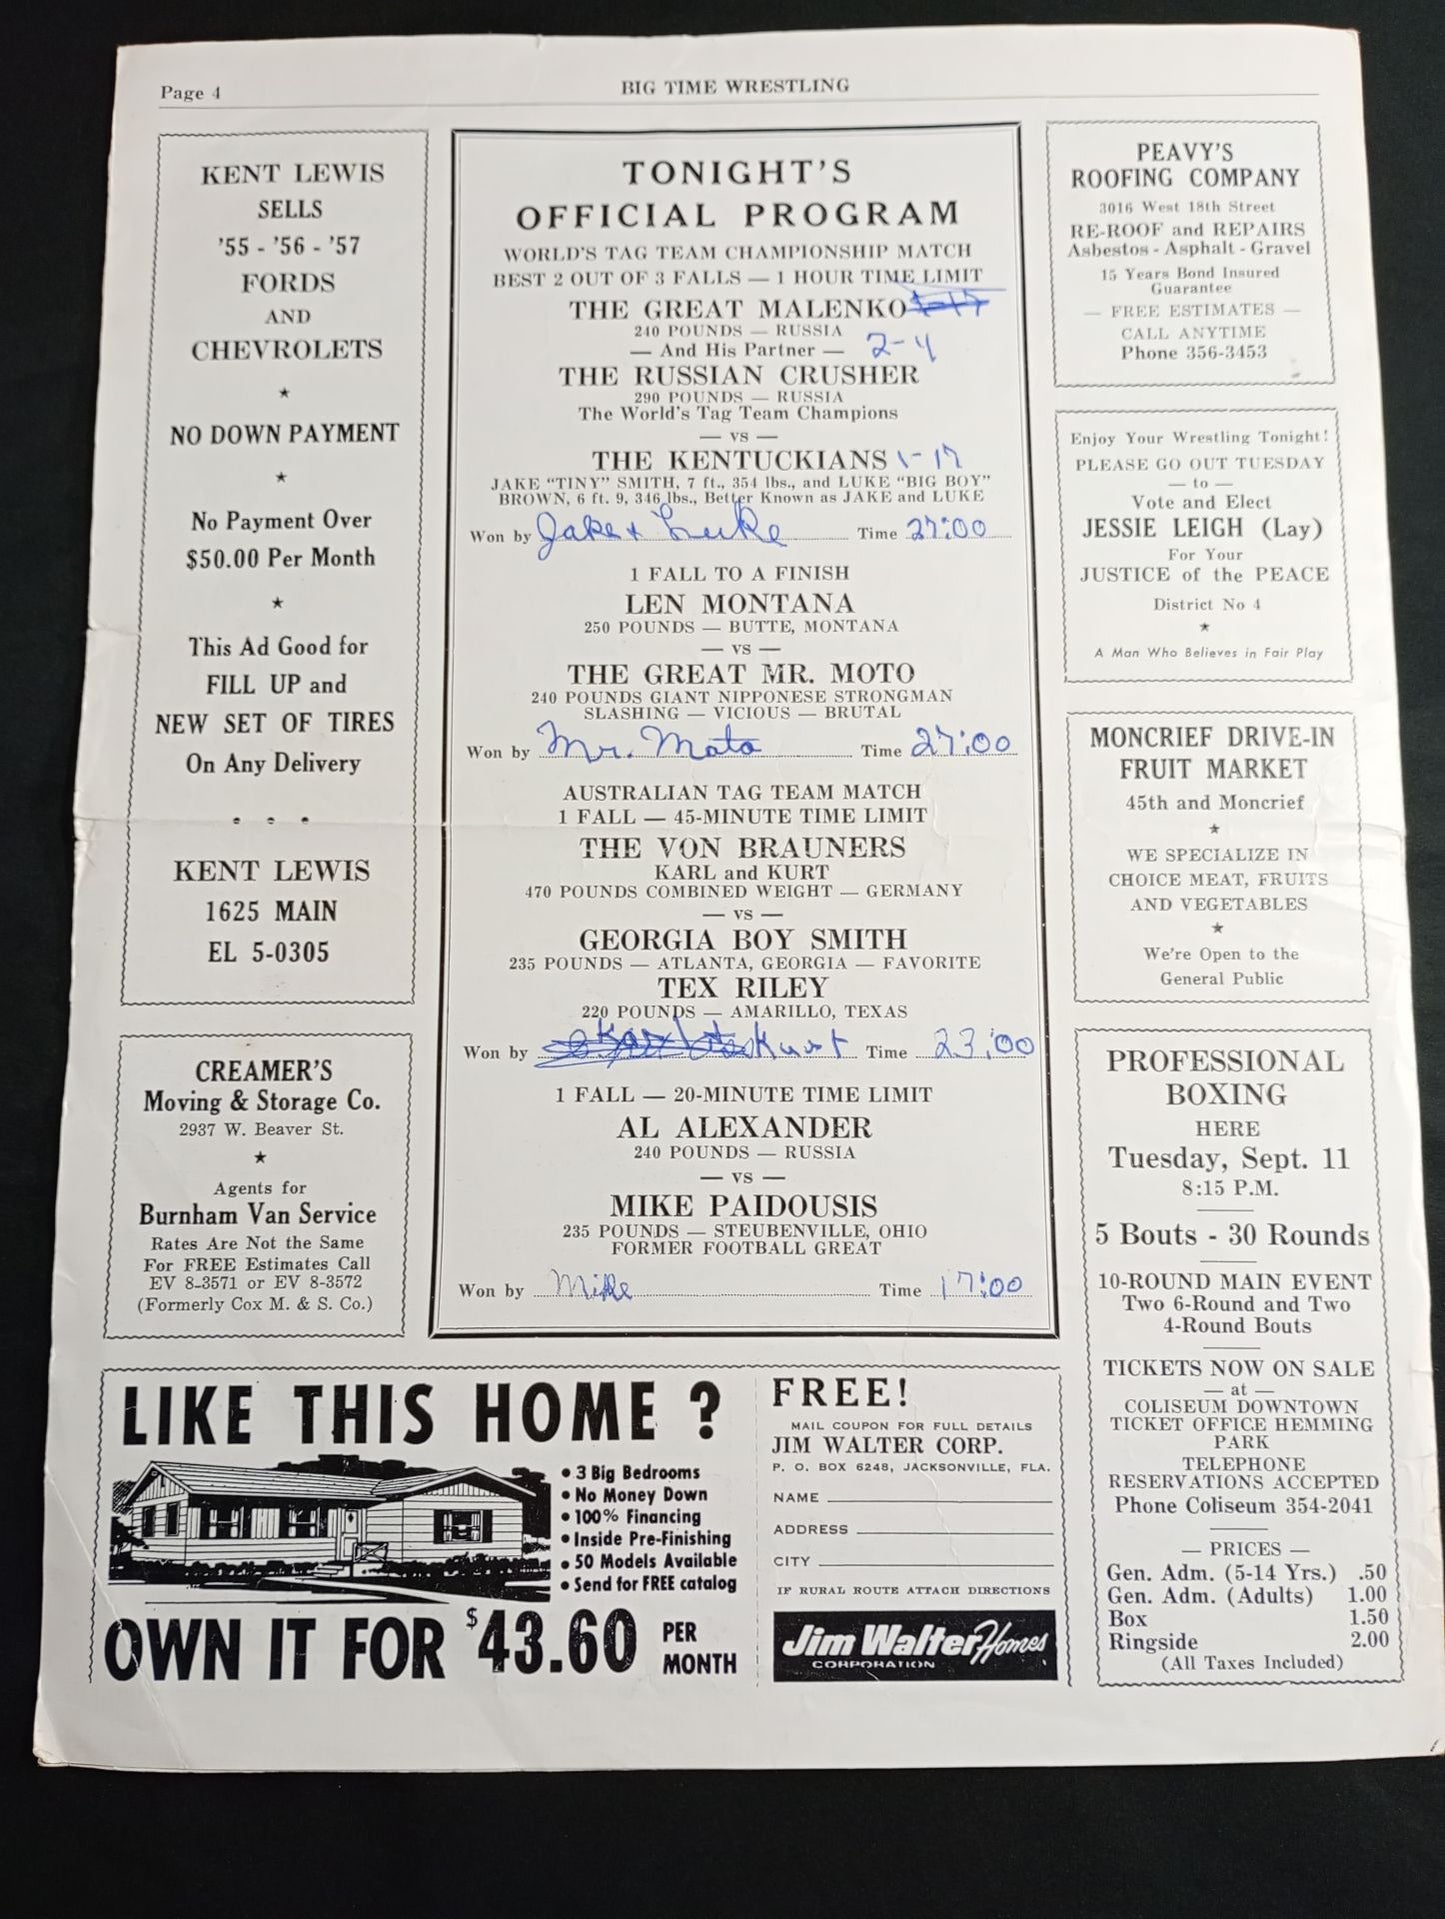 Page 4
BIG TIME WRESTLING
KENT LEWIS
SELLS
'55 - '56 - '57
FORDS
AND
CHEVROLETS
★
NO DOWN PAYMENT
★
No Payment Over
$50.00 Per Month
★
This Ad Good for
FILL UP and
NEW SET OF TIRES
On Any Delivery
• • •
KENT LEWIS
1625 MAIN
EL 5-0305
CREAMER'S
Moving & Storage Co.
2937 W. Beaver St.
★
Agents for
Burnham Van Service
Rates Are Not the Same
For FREE Estimates Call
EV 8-3571 or EV 8-3572
(Formerly Cox M. & S. Co.)
TONIGHT'S
OFFICIAL PROGRAM
WORLD'S TAG TEAM CHAMPIONSHIP MATCH
BEST 2 OUT OF 3 FALLS — 1 HOUR TIME LIMIT
THE GREAT MALENKO
240 POUNDS — RUSSIA
— And His Partner — 2-4
THE RUSSIAN CRUSHER
290 POUNDS — RUSSIA
The World's Tag Team Champions
— VS —
THE KENTUCKIANS 1-17
JAKE "TINY" SMITH, 7 ft., 354 lbs., and LUKE "BIG BOY"
BROWN, 6 ft. 9, 346 lbs., Better Known as JAKE and LUKE
Won by Jake + Luke Time 27:00
1 FALL TO A FINISH
LEN MONTANA
250 POUNDS — BUTTE, MONTANA
— VS —
THE GREAT MR. MOTO
240 POUNDS GIANT NIPPONESE STRONGMAN
SLASHING — VICIOUS — BRUTAL
Won by Mr. Moto Time 27:00
AUSTRALIAN TAG TEAM MATCH
1 FALL — 45-MINUTE TIME LIMIT
THE VON BRAUNERS
KARL and KURT
470 POUNDS COMBINED WEIGHT — GERMANY
— VS —
GEORGIA BOY SMITH
235 POUNDS — ATLANTA, GEORGIA — FAVORITE
TEX RILEY
220 POUNDS — AMARILLO, TEXAS
Won by Kurt Time 23:00
1 FALL — 20-MINUTE TIME LIMIT
AL ALEXANDER
240 POUNDS — RUSSIA
— VS —
MIKE PAIDOUSIS
235 POUNDS — STEUBENVILLE, OHIO
FORMER FOOTBALL GREAT
Won by Mike Time 17:00
PEAVY'S
ROOFING COMPANY
3016 West 18th Street
RE-ROOF and REPAIRS
Asbestos - Asphalt - Gravel
15 Years Bond Insured
Guarantee
— FREE ESTIMATES —
CALL ANYTIME
Phone 356-3453
Enjoy Your Wrestling Tonight!
PLEASE GO OUT TUESDAY
— to —
Vote and Elect
JESSIE LEIGH (Lay)
For Your
JUSTICE of the PEACE
District No 4
★
A Man Who Believes in Fair Play
MONCRIEF DRIVE-IN
FRUIT MARKET
45th and Moncrief
★
WE SPECIALIZE IN
CHOICE MEAT, FRUITS
AND VEGETABLES
★
We're Open to the
General Public
PROFESSIONAL
BOXING
HERE
Tuesday, Sept. 11
8:15 P.M.
5 Bouts - 30 Rounds
10-ROUND MAIN EVENT
Two 6-Round and Two
4-Round Bouts
TICKETS NOW ON SALE
— at —
COLISEUM DOWNTOWN
TICKET OFFICE HEMMING
PARK
TELEPHONE
RESERVATIONS ACCEPTED
Phone Coliseum 354-2041
— PRICES —
Gen. Adm. (5-14 Yrs.) .50
Gen. Adm. (Adults) 1.00
Box 1.50
Ringside 2.00
(All Taxes Included)
LIKE THIS HOME?
• 3 Big Bedrooms
• No Money Down
• 100% Financing
• Inside Pre-Finishing
• 50 Models Available
• Send for FREE catalog
OWN IT FOR $43.60 PER MONTH
FREE!
MAIL COUPON FOR FULL DETAILS
JIM WALTER CORP.
P. O. BOX 6248, JACKSONVILLE, FLA.
NAME
ADDRESS
CITY
IF RURAL ROUTE ATTACH DIRECTIONS
Jim Walter Homes
CORPORATION